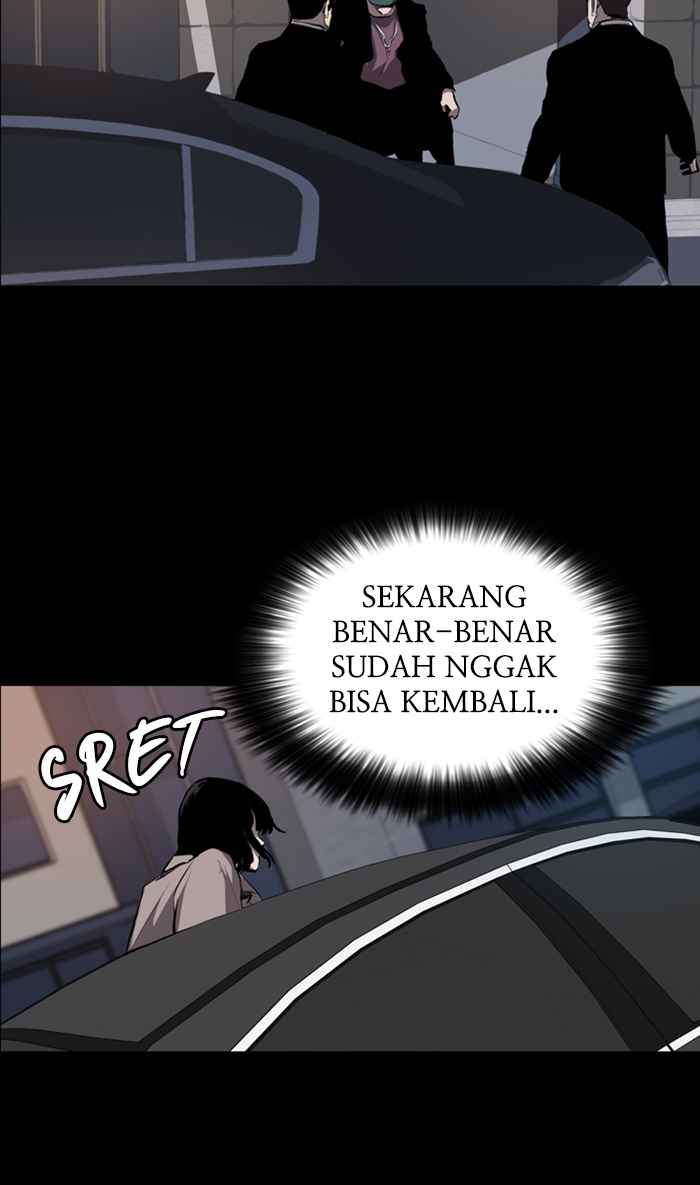 SEKARANG
BENAR-BENAR
SUDAH NGGAK
BISA KEMBALI...
SRET